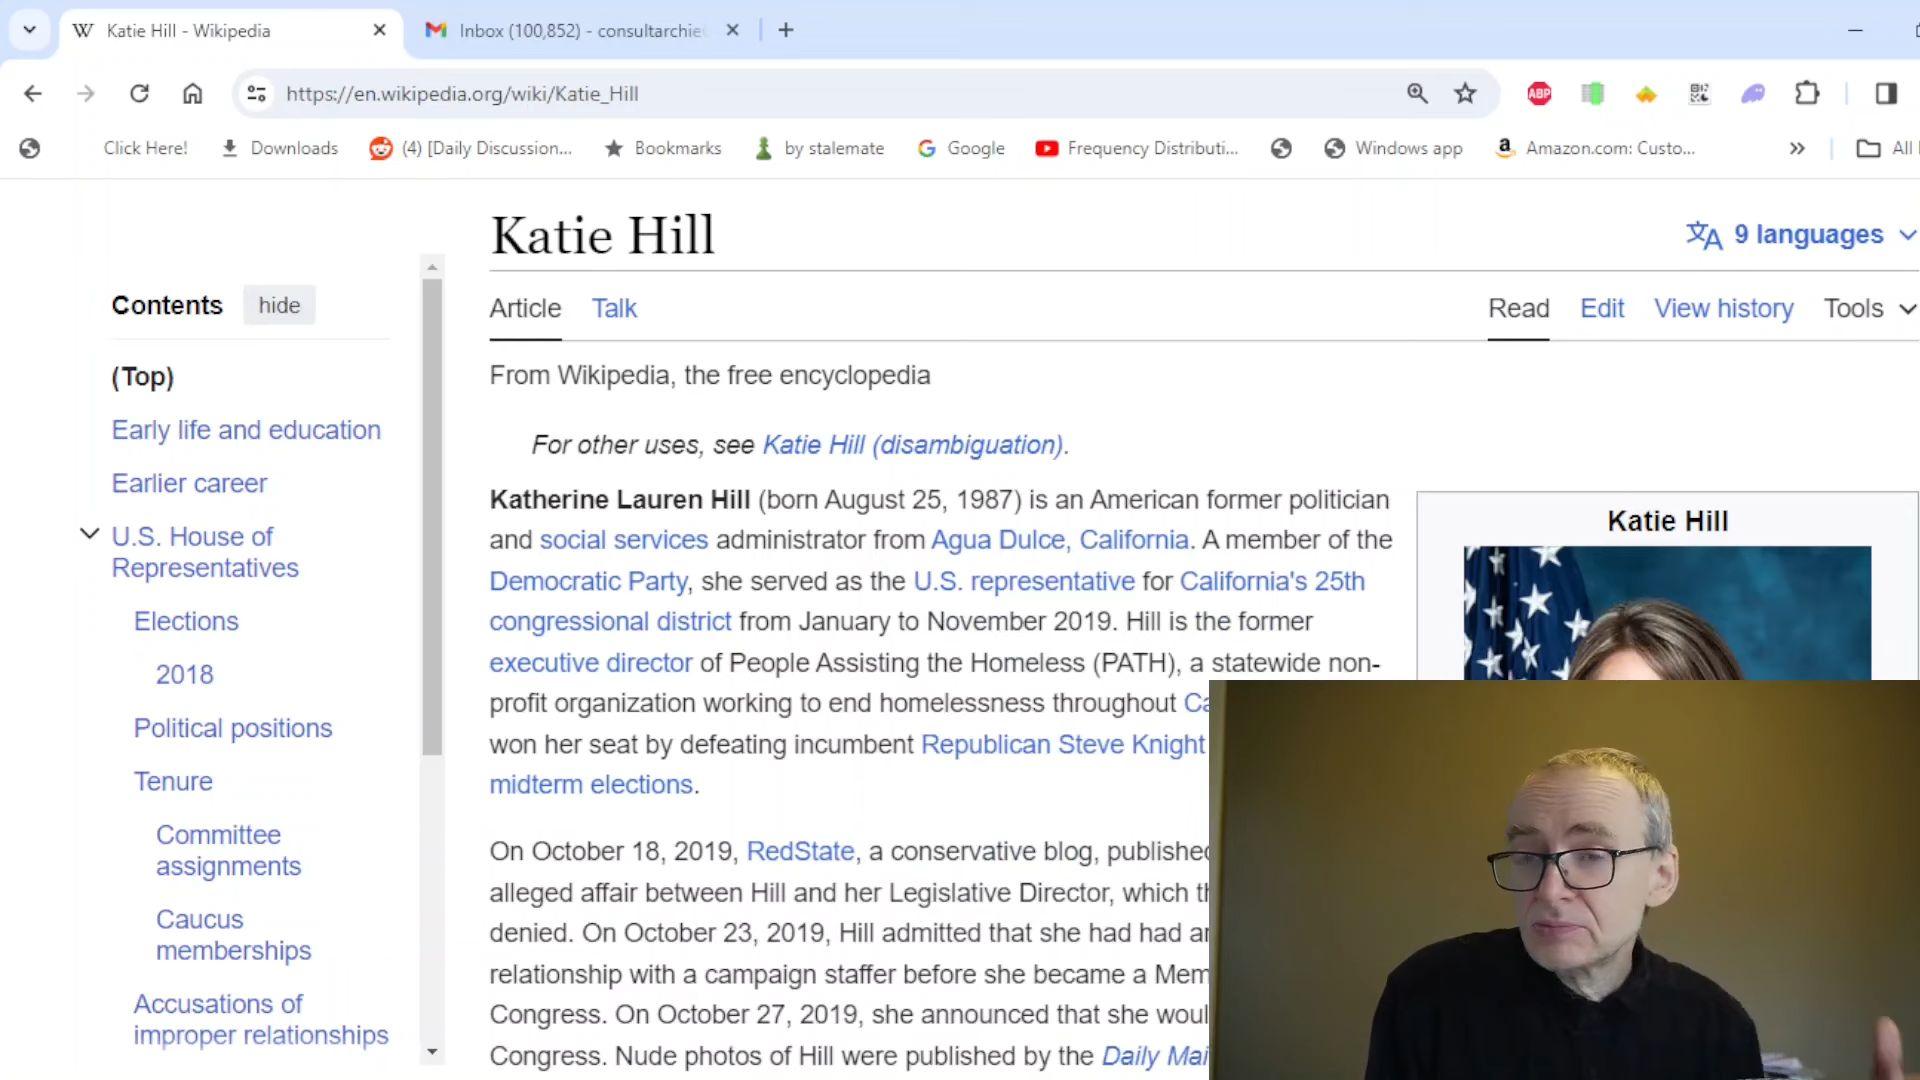 Katie Hill - Wikipedia
Inbox (100,852) - consultarchie
https://en.wikipedia.org/wiki/Katie_Hill
ABP
Click Here!
Downloads
(4) [Daily Discussion...
Bookmarks
by stalemate
Google
Frequency Distributi...
Windows app
Amazon.com: Custo...
All
Katie Hill
9 languages
Contents
hide
Article
Talk
Read
Edit
View history
Tools
(Top)
Early life and education
Earlier career
U.S. House of
Representatives
Elections
2018
Political positions
Tenure
Committee
assignments
Caucus
memberships
Accusations of
improper relationships
From Wikipedia, the free encyclopedia
For other uses, see Katie Hill (disambiguation).
Katherine Lauren Hill (born August 25, 1987) is an American former politician
and social services administrator from Agua Dulce, California. A member of the
Democratic Party, she served as the U.S. representative for California's 25th
congressional district from January to November 2019. Hill is the former
executive director of People Assisting the Homeless (PATH), a statewide non-
profit organization working to end homelessness throughout
won her seat by defeating incumbent Republican Steve Knight
midterm elections.
On October 18, 2019, RedState, a conservative blog, published
alleged affair between Hill and her Legislative Director, which
denied. On October 23, 2019, Hill admitted that she had had
relationship with a campaign staffer before she became a
Congress. On October 27, 2019, she announced that she
Congress. Nude photos of Hill were published by the Daily
Katie Hill